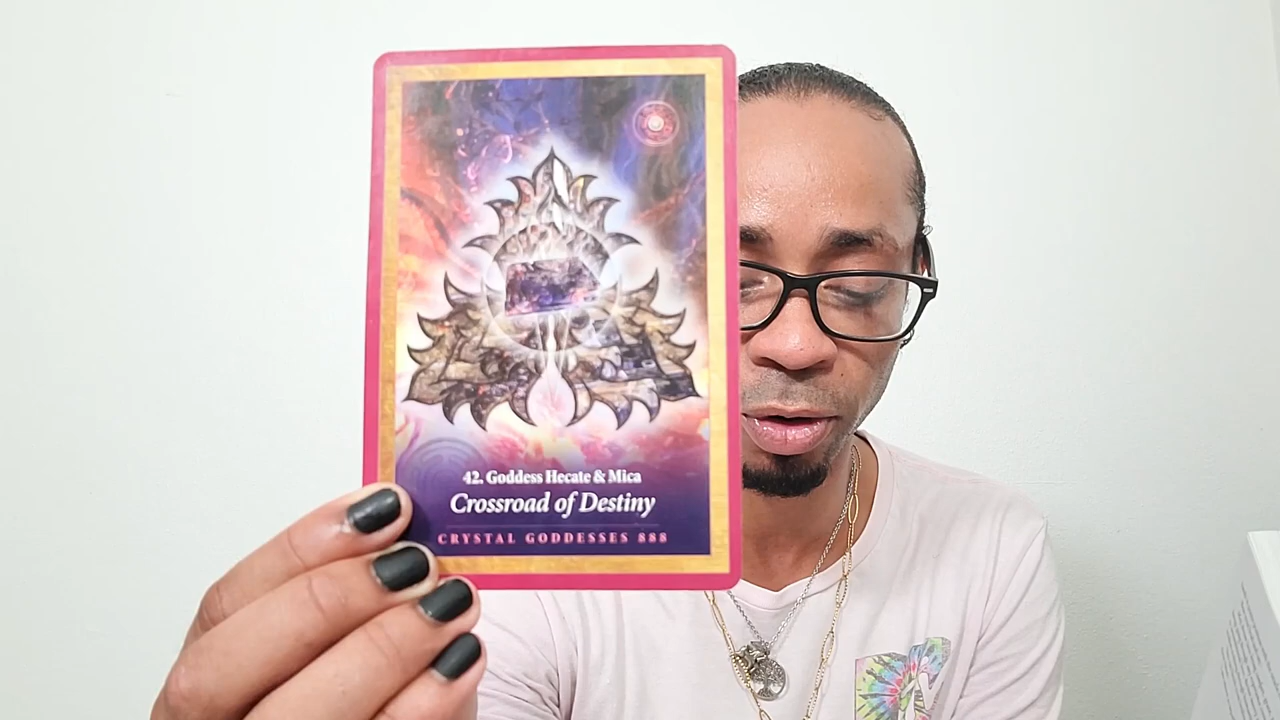 42. Goddess Hecate & Mica
Crossroad of Destiny
CRYSTAL GODDESSES 888